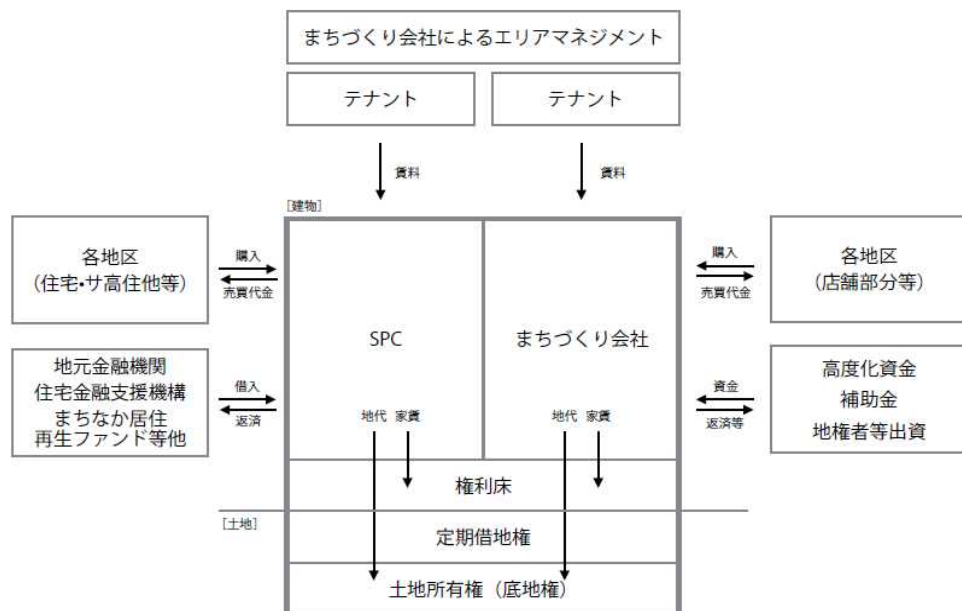 まちづくり会社によるエリアマネジメント
テナント
テナント
賃料
賃料
[建物]
各地区
(住宅・サ高住他等)
購入
売買代金
SPC
まちづくり会社
購入
売買代金
各地区
(店舗部分等)
地元金融機関
住宅金融支援機構
まちなか居住
再生ファンド等他
借入
返済
資金
返済等
高度化資金
補助金
地権者等出資
地代 家賃
地代 家賃
権利床
[土地]
定期借地権
土地所有権(底地権)